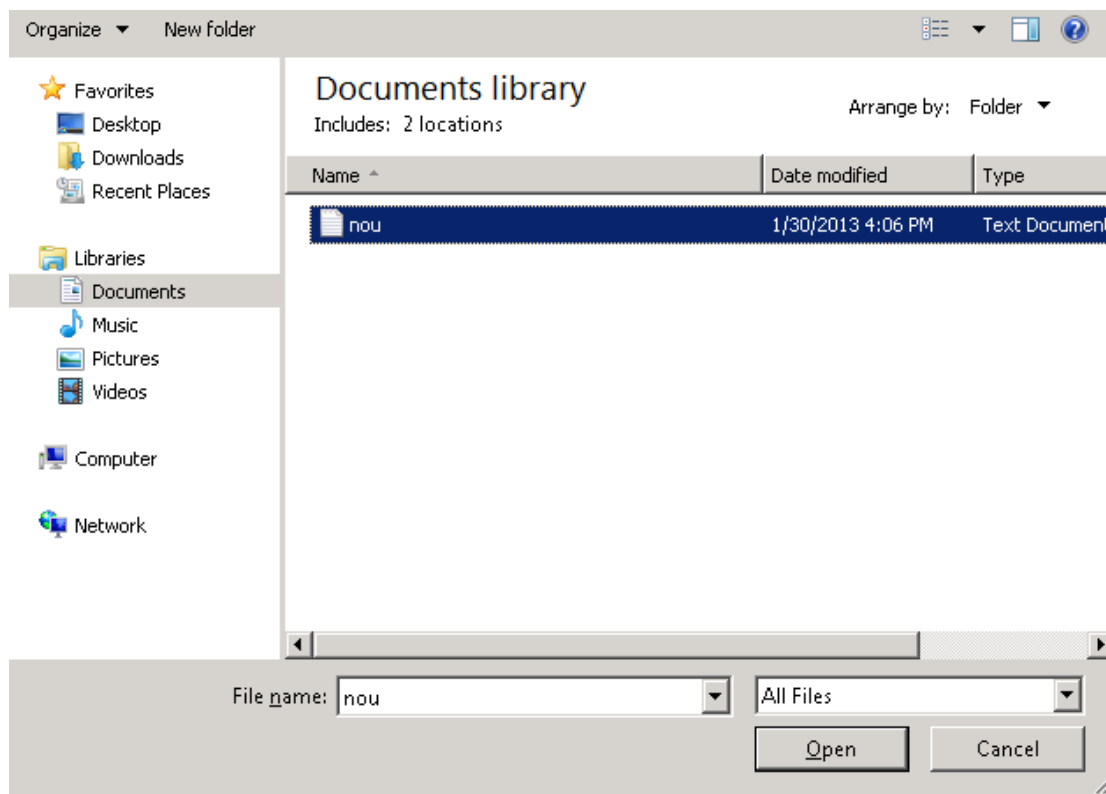 Organize New folder
Favorites
Desktop
Downloads
Recent Places
Libraries
Documents
Music
Pictures
Videos
Computer
Network
Documents library
Includes: 2 locations
Arrange by: Folder
Name Date modified Type
nou 1/30/2013 4:06 PM Text Document
File name: nou All Files
Open Cancel